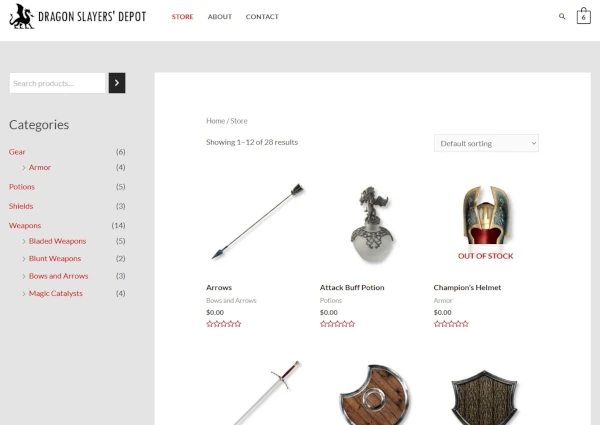 DRAGON SLAYERS' DEPOT
STORE ABOUT CONTACT
6
Search products...
Categories
Gear (6)
Armor (4)
Potions (5)
Shields (3)
Weapons (14)
Bladed Weapons (5)
Blunt Weapons (2)
Bows and Arrows (3)
Magic Catalysts (4)
Home / Store
Showing 1–12 of 28 results
Default sorting
Arrows
Bows and Arrows
$0.00
Attack Buff Potion
Potions
$0.00
OUT OF STOCK
Champion's Helmet
Armor
$0.00